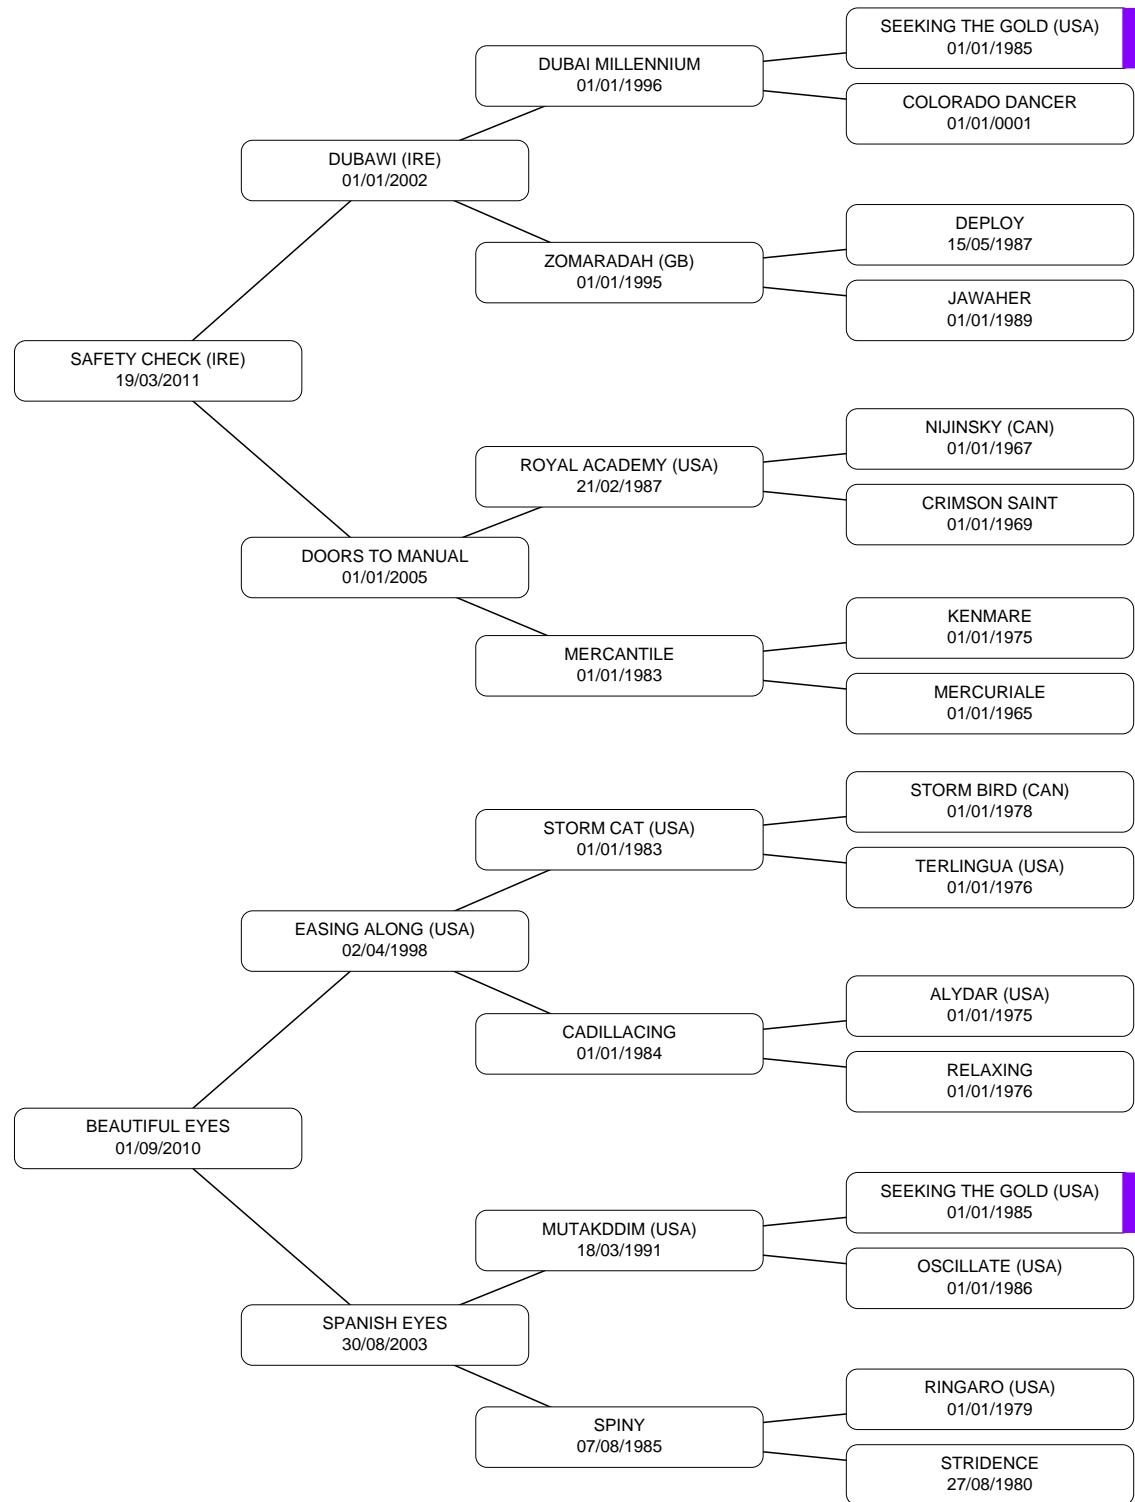 SEEKING THE GOLD (USA)
01/01/1985
DUBAI MILLENNIUM
01/01/1996
COLORADO DANCER
01/01/0001
DUBAWI (IRE)
01/01/2002
DEPLOY
15/05/1987
ZOMARADAH (GB)
01/01/1995
JAWAHER
01/01/1989
SAFETY CHECK (IRE)
19/03/2011
NIJINSKY (CAN)
01/01/1967
ROYAL ACADEMY (USA)
21/02/1987
CRIMSON SAINT
01/01/1969
DOORS TO MANUAL
01/01/2005
KENMARE
01/01/1975
MERCANTILE
01/01/1983
MERCURIALE
01/01/1965
STORM BIRD (CAN)
01/01/1978
STORM CAT (USA)
01/01/1983
TERLINGUA (USA)
01/01/1976
EASING ALONG (USA)
02/04/1998
ALYDAR (USA)
01/01/1975
CADILLACING
01/01/1984
RELAXING
01/01/1976
BEAUTIFUL EYES
01/09/2010
SEEKING THE GOLD (USA)
01/01/1985
MUTAKDDIM (USA)
18/03/1991
OSCILLATE (USA)
01/01/1986
SPANISH EYES
30/08/2003
RINGARO (USA)
01/01/1979
SPINY
07/08/1985
STRIDENCE
27/08/1980